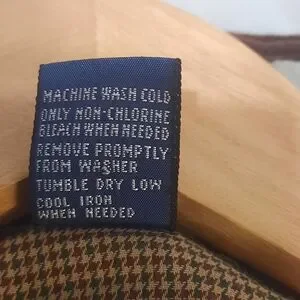 MACHINE WASH COLD
ONLY NON-CHLORINE
BLEACH WHEN NEEDED
REMOVE PROMPTLY
FROM WASHER
TUMBLE DRY LOW
COOL IRON
WHEN NEEDED